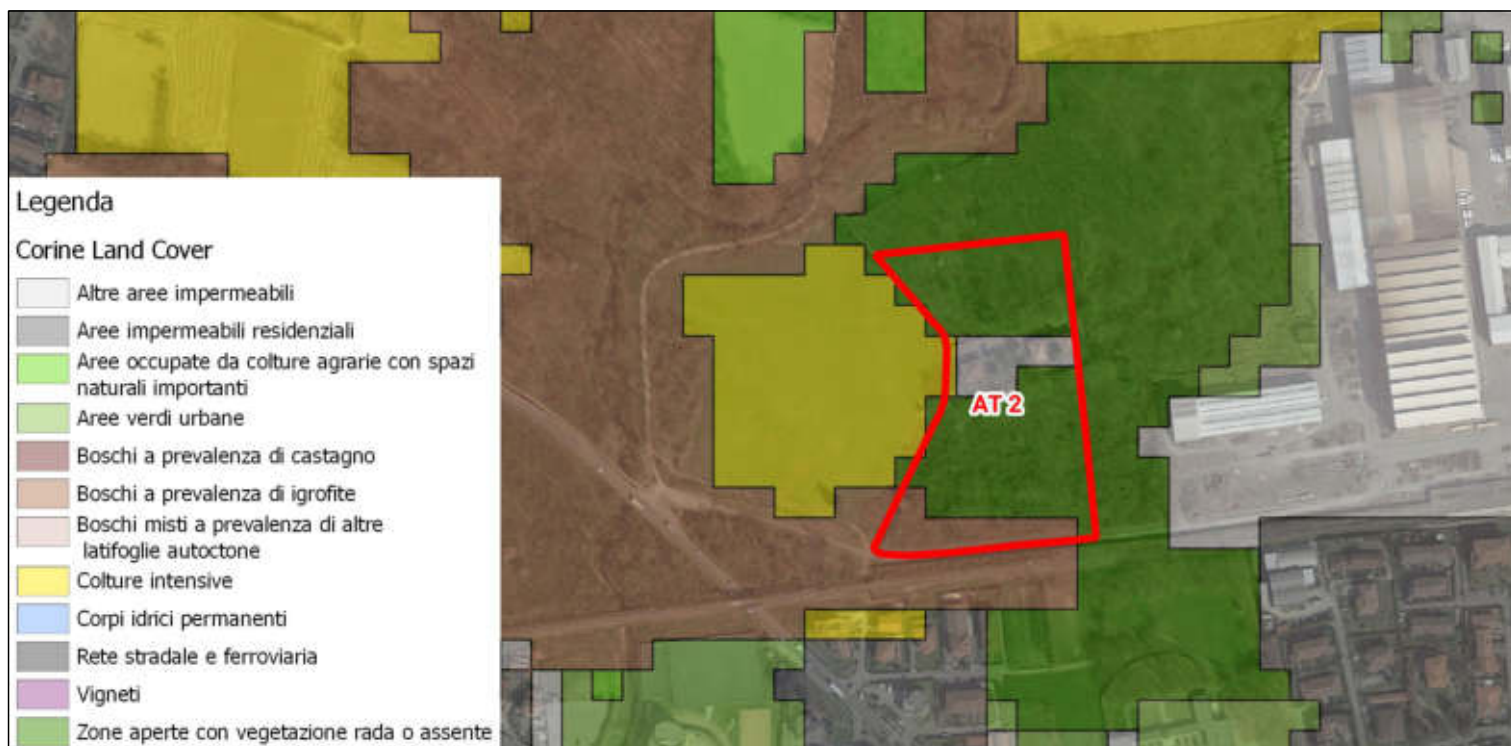 Legenda
Corine Land Cover
Altre aree impermeabili
Aree impermeabili residenziali
Aree occupate da colture agrarie con spazi
naturali importanti
Aree verdi urbane
Boschi a prevalenza di castagno
Boschi a prevalenza di igrofite
Boschi misti a prevalenza di altre
latifoglie autoctone
Colture intensive
Corpi idrici permanenti
Rete stradale e ferroviaria
Vigneti
Zone aperte con vegetazione rada o assente
AT 2